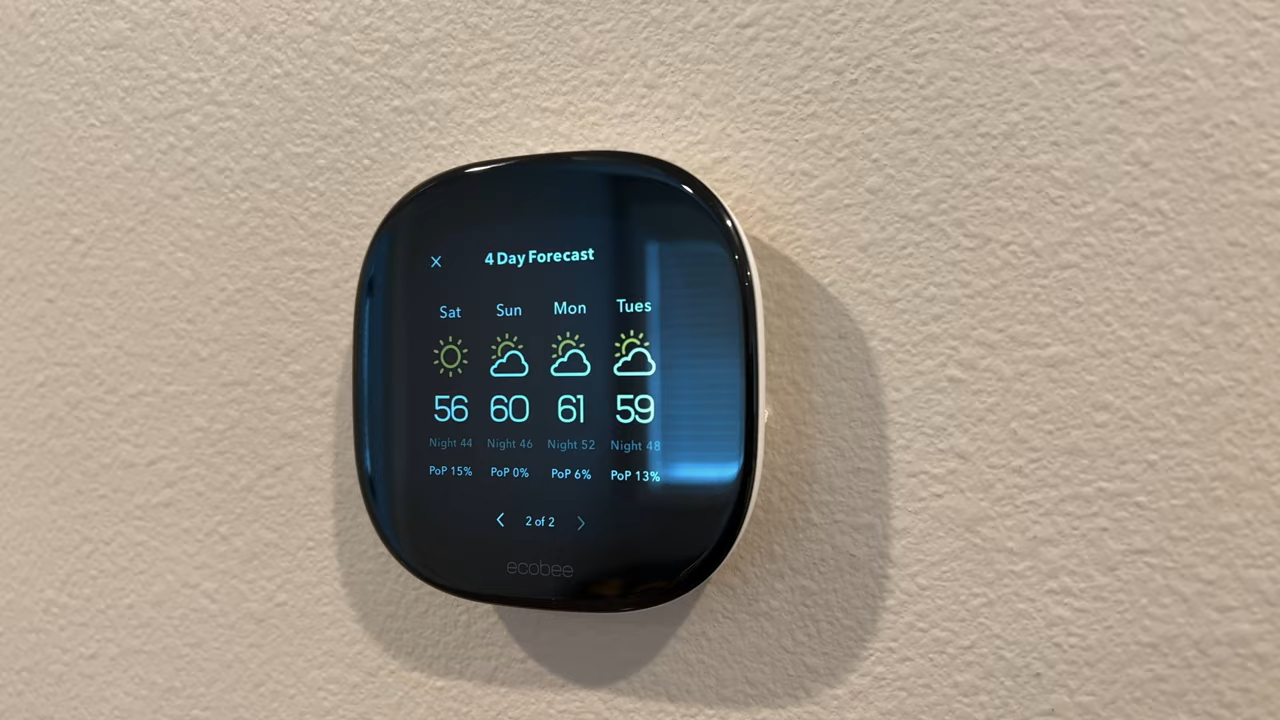 × 4 Day Forecast
Sat Sun Mon Tues
56 60 61 59
Night 44 Night 46 Night 52 Night 48
PoP 15% PoP 0% PoP 6% PoP 13%
< 2 of 2 >
ecobee